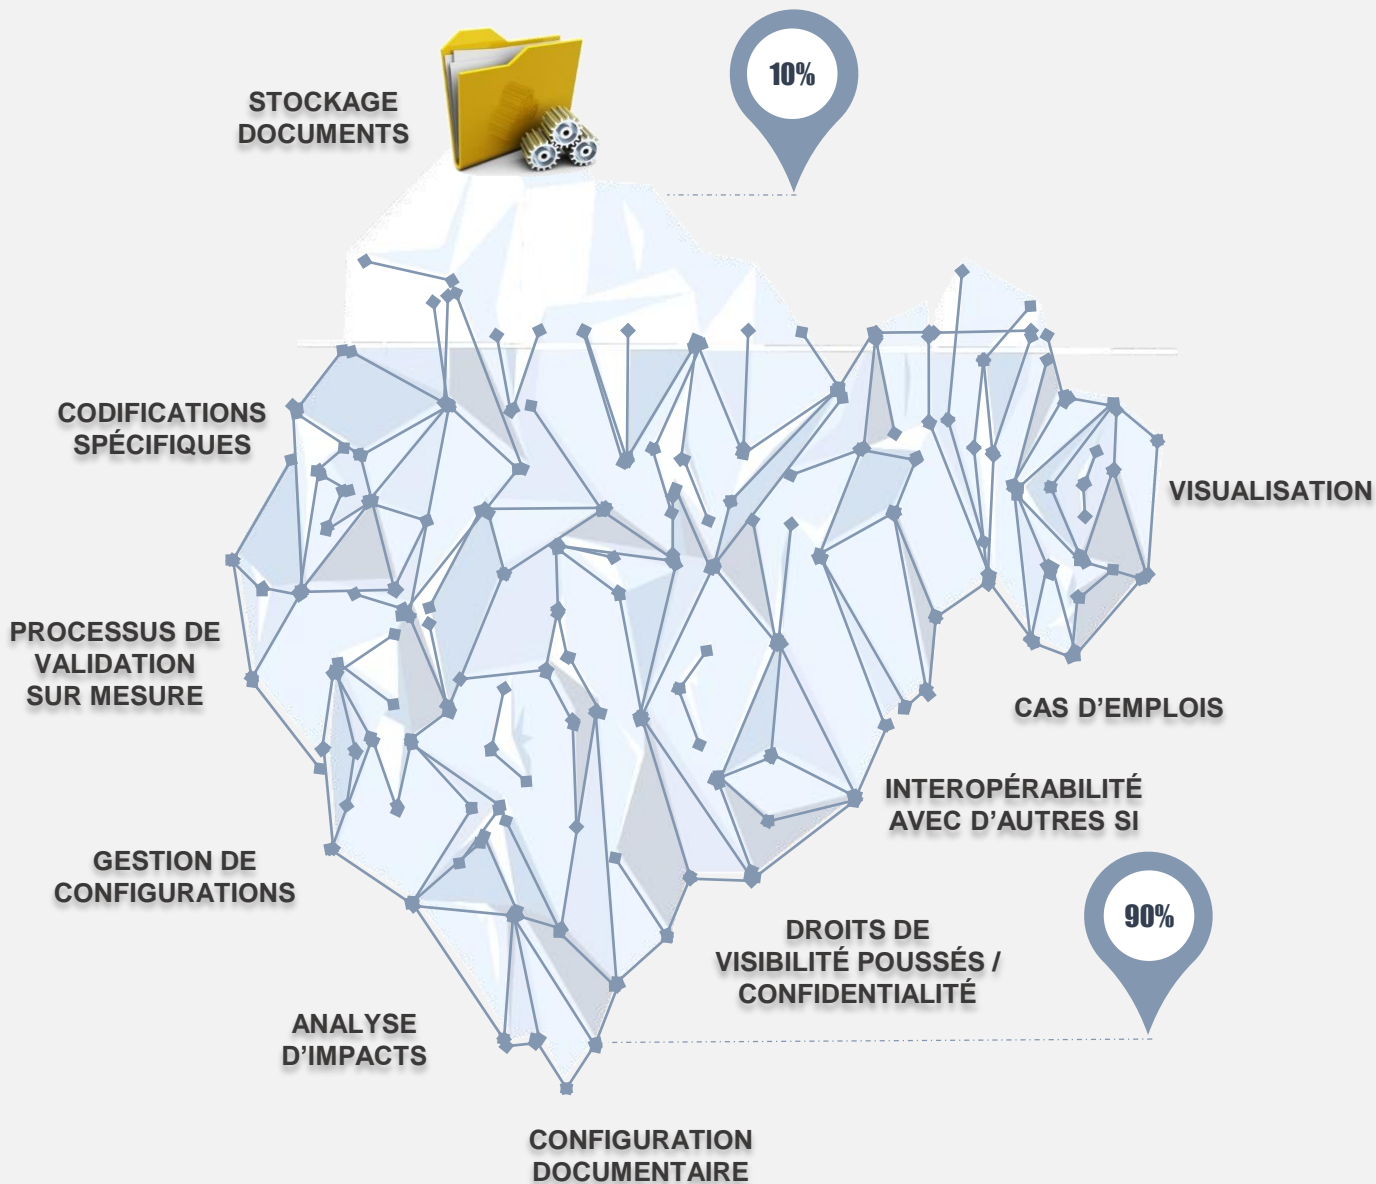 10%
STOCKAGE
DOCUMENTS
CODIFICATIONS
SPÉCIFIQUES
VISUALISATION
PROCESSUS DE
VALIDATION
SUR MESURE
CAS D'EMPLOIS
INTEROPÉRABILITÉ
AVEC D'AUTRES SI
GESTION DE
CONFIGURATIONS
90%
DROITS DE
VISIBILITÉ POUSSÉS /
CONFIDENTIALITÉ
ANALYSE
D'IMPACTS
CONFIGURATION
DOCUMENTAIRE